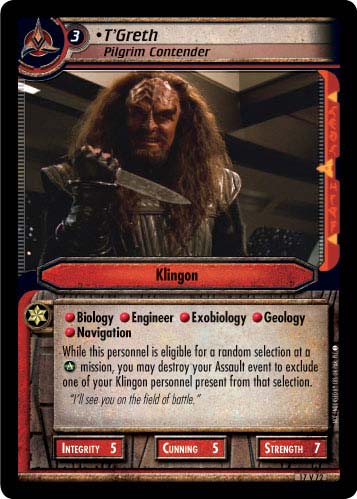 3
•T'Greth
Pilgrim Contender
Klingon
• Biology • Engineer • Exobiology • Geology
• Navigation
While this personnel is eligible for a random selection at a
mission, you may destroy your Assault event to exclude
one of your Klingon personnel present from that selection.
"I'll see you on the field of battle."
INTEGRITY 5 CUNNING 5 STRENGTH 7
17 V 72